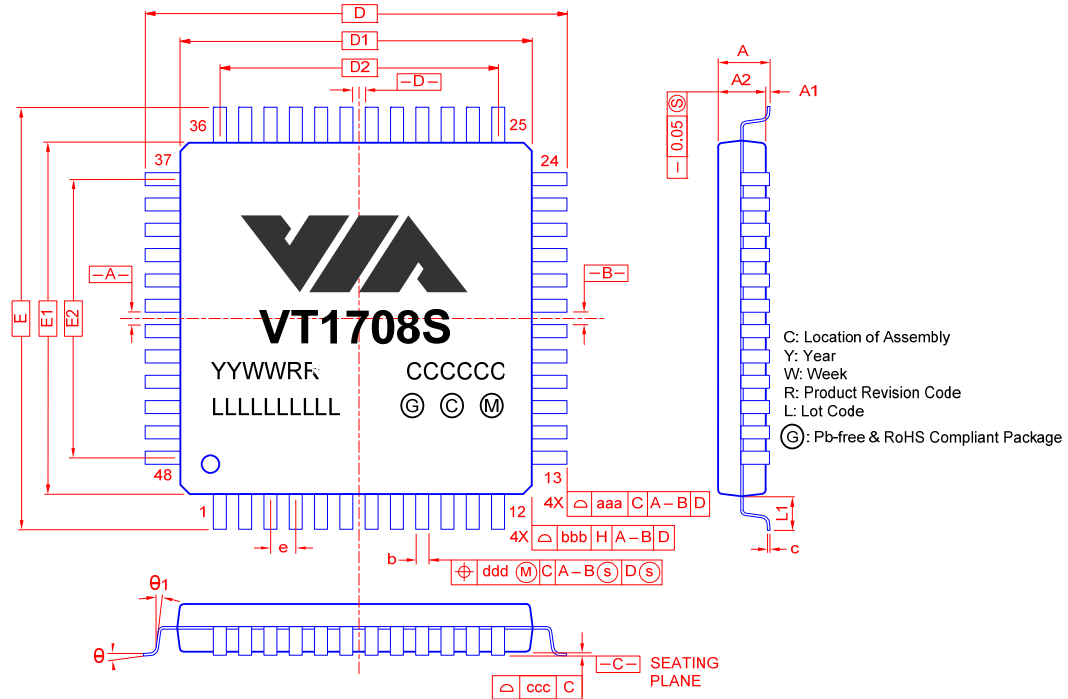 D
D1
D2
–D–
A
A2
A1
– 0.05 Ⓢ
36
25
37
24
VIA
–A–
–B–
E
E1
E2
VT1708S
YYWWRR
CCCCCC
LLLLLLLLLL
Ⓖ Ⓒ Ⓜ
C: Location of Assembly
Y: Year
W: Week
R: Product Revision Code
L: Lot Code
Ⓖ: Pb-free & RoHS Compliant Package
48
13
1
12
4X ⌓ aaa C A–B D
4X ⌓ bbb H A–B D
e
b
⌖ ddd Ⓜ C A–B Ⓢ D Ⓢ
L1
c
θ1
θ
–C– SEATING
PLANE
⌓ ccc C